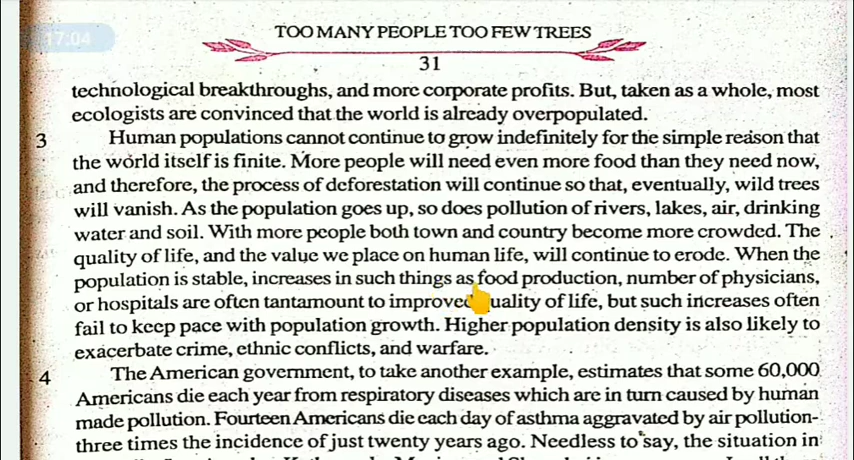 17:04
TOO MANY PEOPLE TOO FEW TREES
31
technological breakthroughs, and more corporate profits. But, taken as a whole, most
ecologists are convinced that the world is already overpopulated.
3 Human populations cannot continue to grow indefinitely for the simple reason that
the world itself is finite. More people will need even more food than they need now,
and therefore, the process of deforestation will continue so that, eventually, wild trees
will vanish. As the population goes up, so does pollution of rivers, lakes, air, drinking
water and soil. With more people both town and country become more crowded. The
quality of life, and the value we place on human life, will continue to erode. When the
population is stable, increases in such things as food production, number of physicians,
or hospitals are often tantamount to improved quality of life, but such increases often
fail to keep pace with population growth. Higher population density is also likely to
exacerbate crime, ethnic conflicts, and warfare.
4 The American government, to take another example, estimates that some 60,000
Americans die each year from respiratory diseases which are in turn caused by human
made pollution. Fourteen Americans die each day of asthma aggravated by air pollution-
three times the incidence of just twenty years ago. Needless to say, the situation in